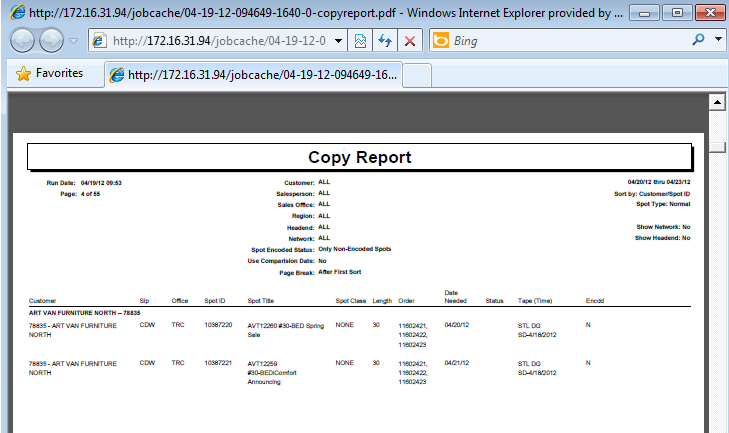 http://172.16.31.94/jobcache/04-19-12-094649-1640-0-copyreport.pdf - Windows Internet Explorer provided by ...
http://172.16.31.94/jobcache/04-19-12-0
Bing
Favorites
http://172.16.31.94/jobcache/04-19-12-094649-16...
Copy Report
Run Date: 04/19/12 09:53 Customer: ALL 04/20/12 thru 04/23/12
Page: 4 of 55 Salesperson: ALL Sort by: Customer/Spot ID
Sales Office: ALL Spot Type: Normal
Region: ALL
Headend: ALL Show Network: No
Network: ALL Show Headend: No
Spot Encoded Status: Only Non-Encoded Spots
Use Comparision Date: No
Page Break: After First Sort
Date
Customer Slp Office Spot ID Spot Title Spot Class Length Order Needed Status Tape (Time) Encdd
ART VAN FURNITURE NORTH -- 78835
78835 - ART VAN FURNITURE CDW TRC 10387220 AVT12260 #30-BED Spring NONE 30 11602421, 04/20/12 STL DG N
NORTH Sale 11602422, SD-4/18/2012
11602423
78835 - ART VAN FURNITURE CDW TRC 10387221 AVT12259 NONE 30 11602421, 04/21/12 STL DG N
NORTH #30-BEDIComfort 11602422, SD-4/18/2012
Announcing 11602423